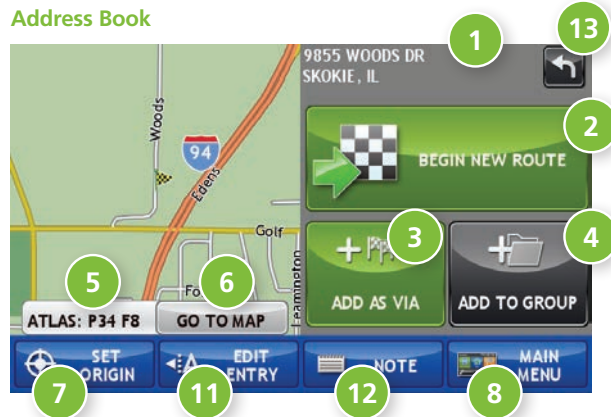 Address Book
1
13
9855 WOODS DR
SKOKIE, IL
2
BEGIN NEW ROUTE
Woods
94
Edens
Golf
3
4
ADD AS VIA
ADD TO GROUP
5
6
Leamington
ATLAS: P34 F8
GO TO MAP
SET
ORIGIN
EDIT
ENTRY
NOTE
MAIN
MENU
7
11
12
8